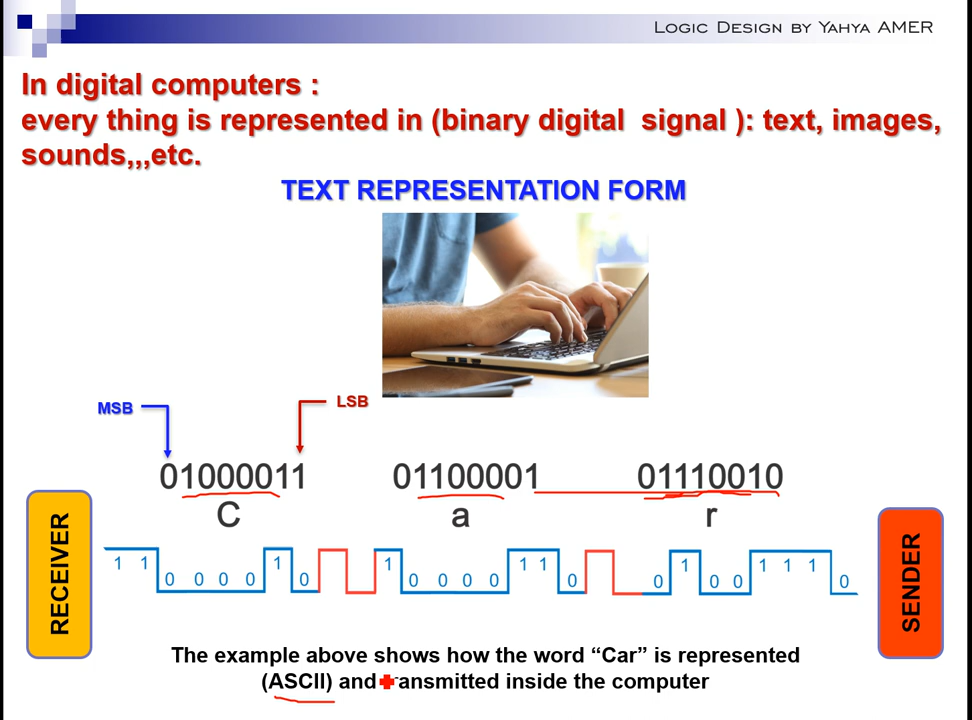 LOGIC DESIGN BY YAHYA AMER
In digital computers :
every thing is represented in (binary digital signal ): text, images,
sounds,,,etc.
TEXT REPRESENTATION FORM
MSB
LSB
01000011 01100001 01110010
C a r
RECEIVER
1 1 0 0 0 0 1 0 1 0 0 0 0 1 1 0 0 1 0 0 1 1 1 0
SENDER
The example above shows how the word “Car” is represented
(ASCII) and ansmitted inside the computer